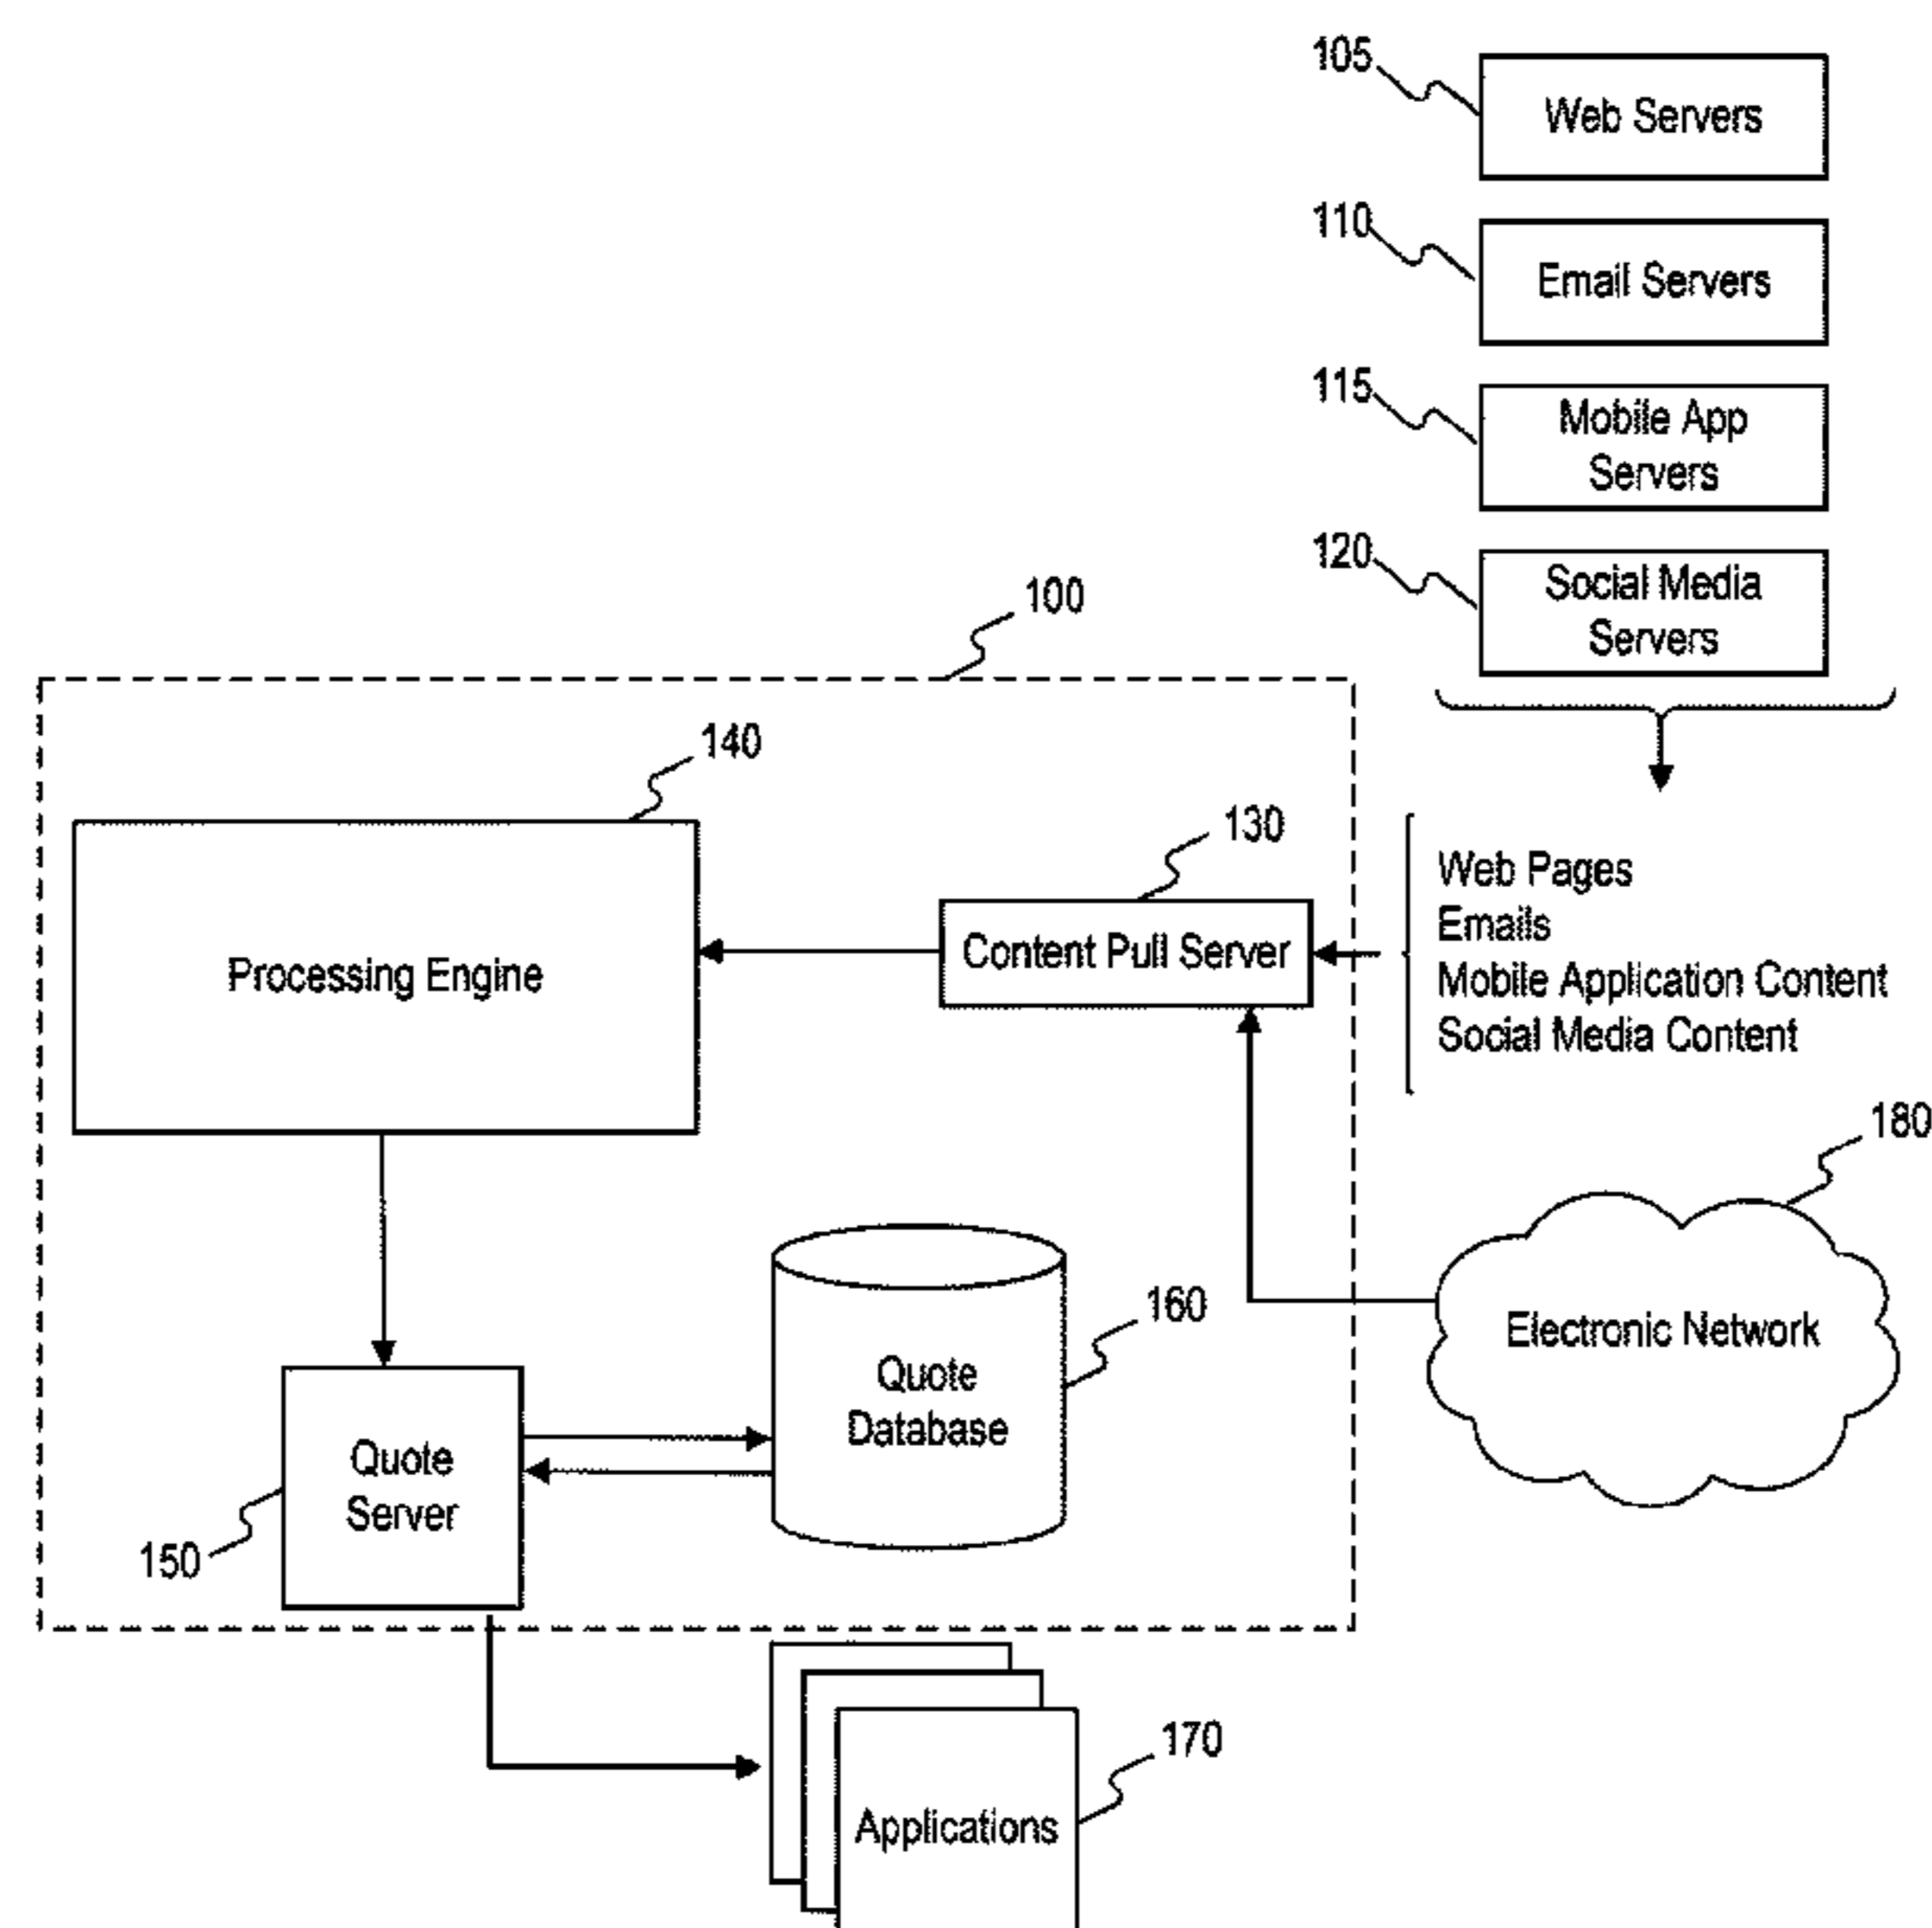 105
Web Servers
110
Email Servers
115
Mobile App
Servers
120
Social Media
Servers
100
140
130
Processing Engine
Content Pull Server
Web Pages
Emails
Mobile Application Content
Social Media Content
180
160
Electronic Network
Quote
Database
Quote
Server
150
170
Applications